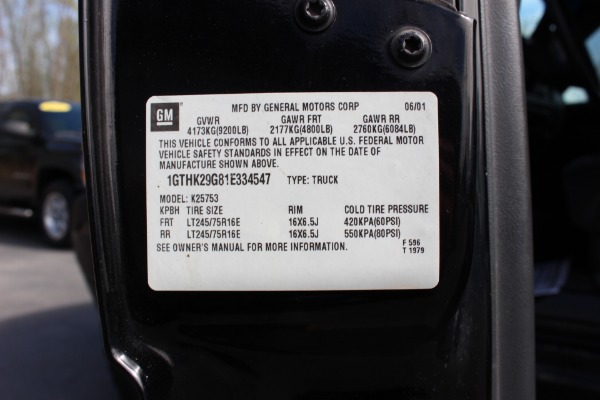 GM
MFD BY GENERAL MOTORS CORP 06/01
GVWR GAWR FRT GAWR RR
4173KG(9200LB) 2177KG(4800LB) 2760KG(6084LB)
THIS VEHICLE CONFORMS TO ALL APPLICABLE U.S. FEDERAL MOTOR
VEHICLE SAFETY STANDARDS IN EFFECT ON THE DATE OF
MANUFACTURE SHOWN ABOVE.
1GTHK29G81E334547 TYPE: TRUCK
MODEL: K25753
KPBH TIRE SIZE RIM COLD TIRE PRESSURE
FRT LT245/75R16E 16X6.5J 420KPA(60PSI)
RR LT245/75R16E 16X6.5J 550KPA(80PSI)
SEE OWNER'S MANUAL FOR MORE INFORMATION.
F 596
T 1979